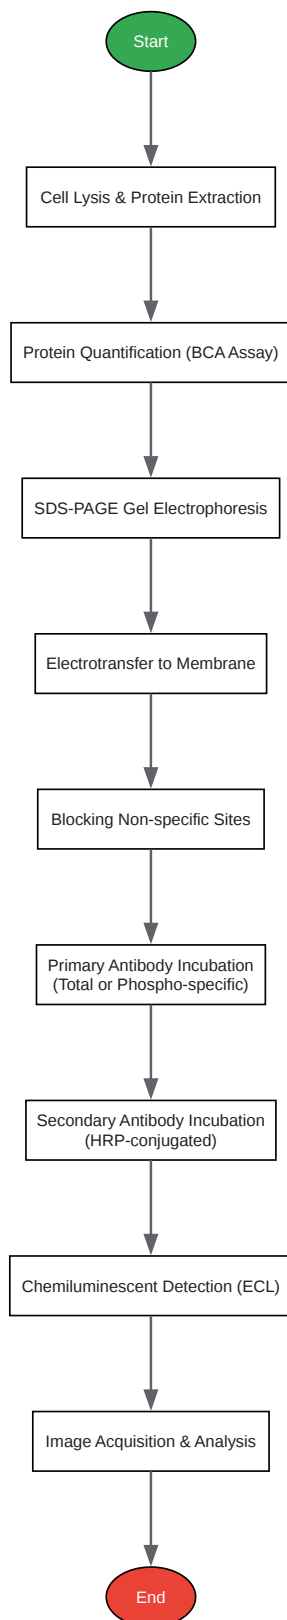 Start
Cell Lysis & Protein Extraction
Protein Quantification (BCA Assay)
SDS-PAGE Gel Electrophoresis
Electrotransfer to Membrane
Blocking Non-specific Sites
Primary Antibody Incubation
(Total or Phospho-specific)
Secondary Antibody Incubation
(HRP-conjugated)
Chemiluminescent Detection (ECL)
Image Acquisition & Analysis
End